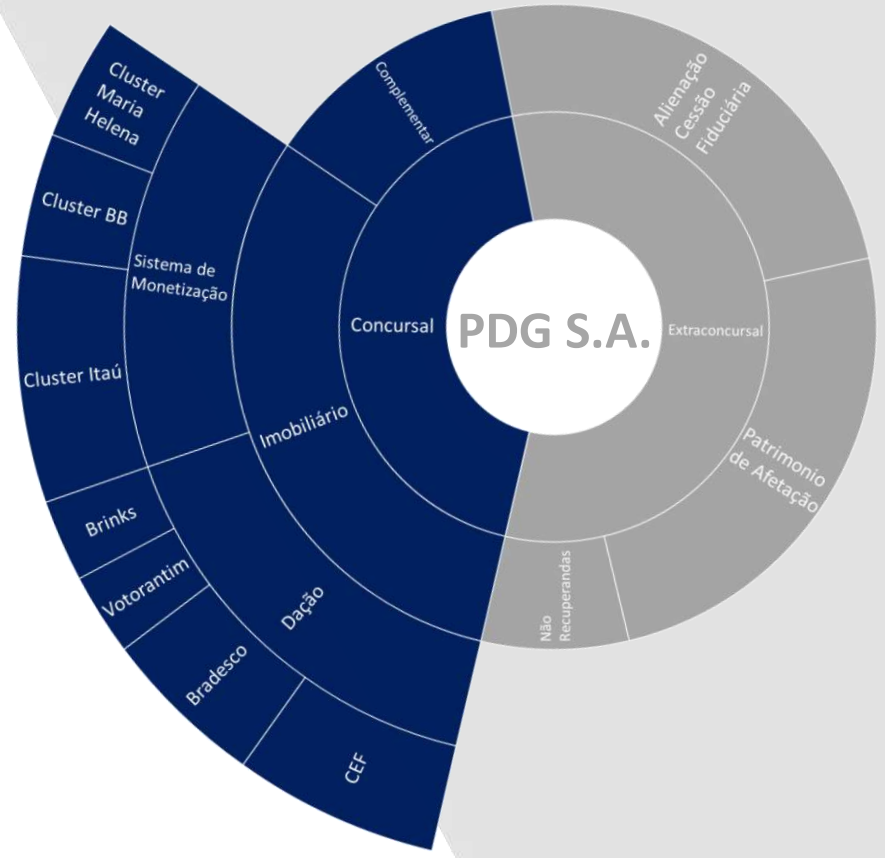 Cluster
Maria
Helena
Cluster BB
Cluster Itaú
Sistema de
Monetização
Brinks
Votorantim
Bradesco
CEF
Dação
Imobiliário
Complementar
Concursal
PDG S.A.
Extraconcursal
Alienação
Cessão
Fiduciária
Patrimonio
de Afetação
Não
Recuperandas